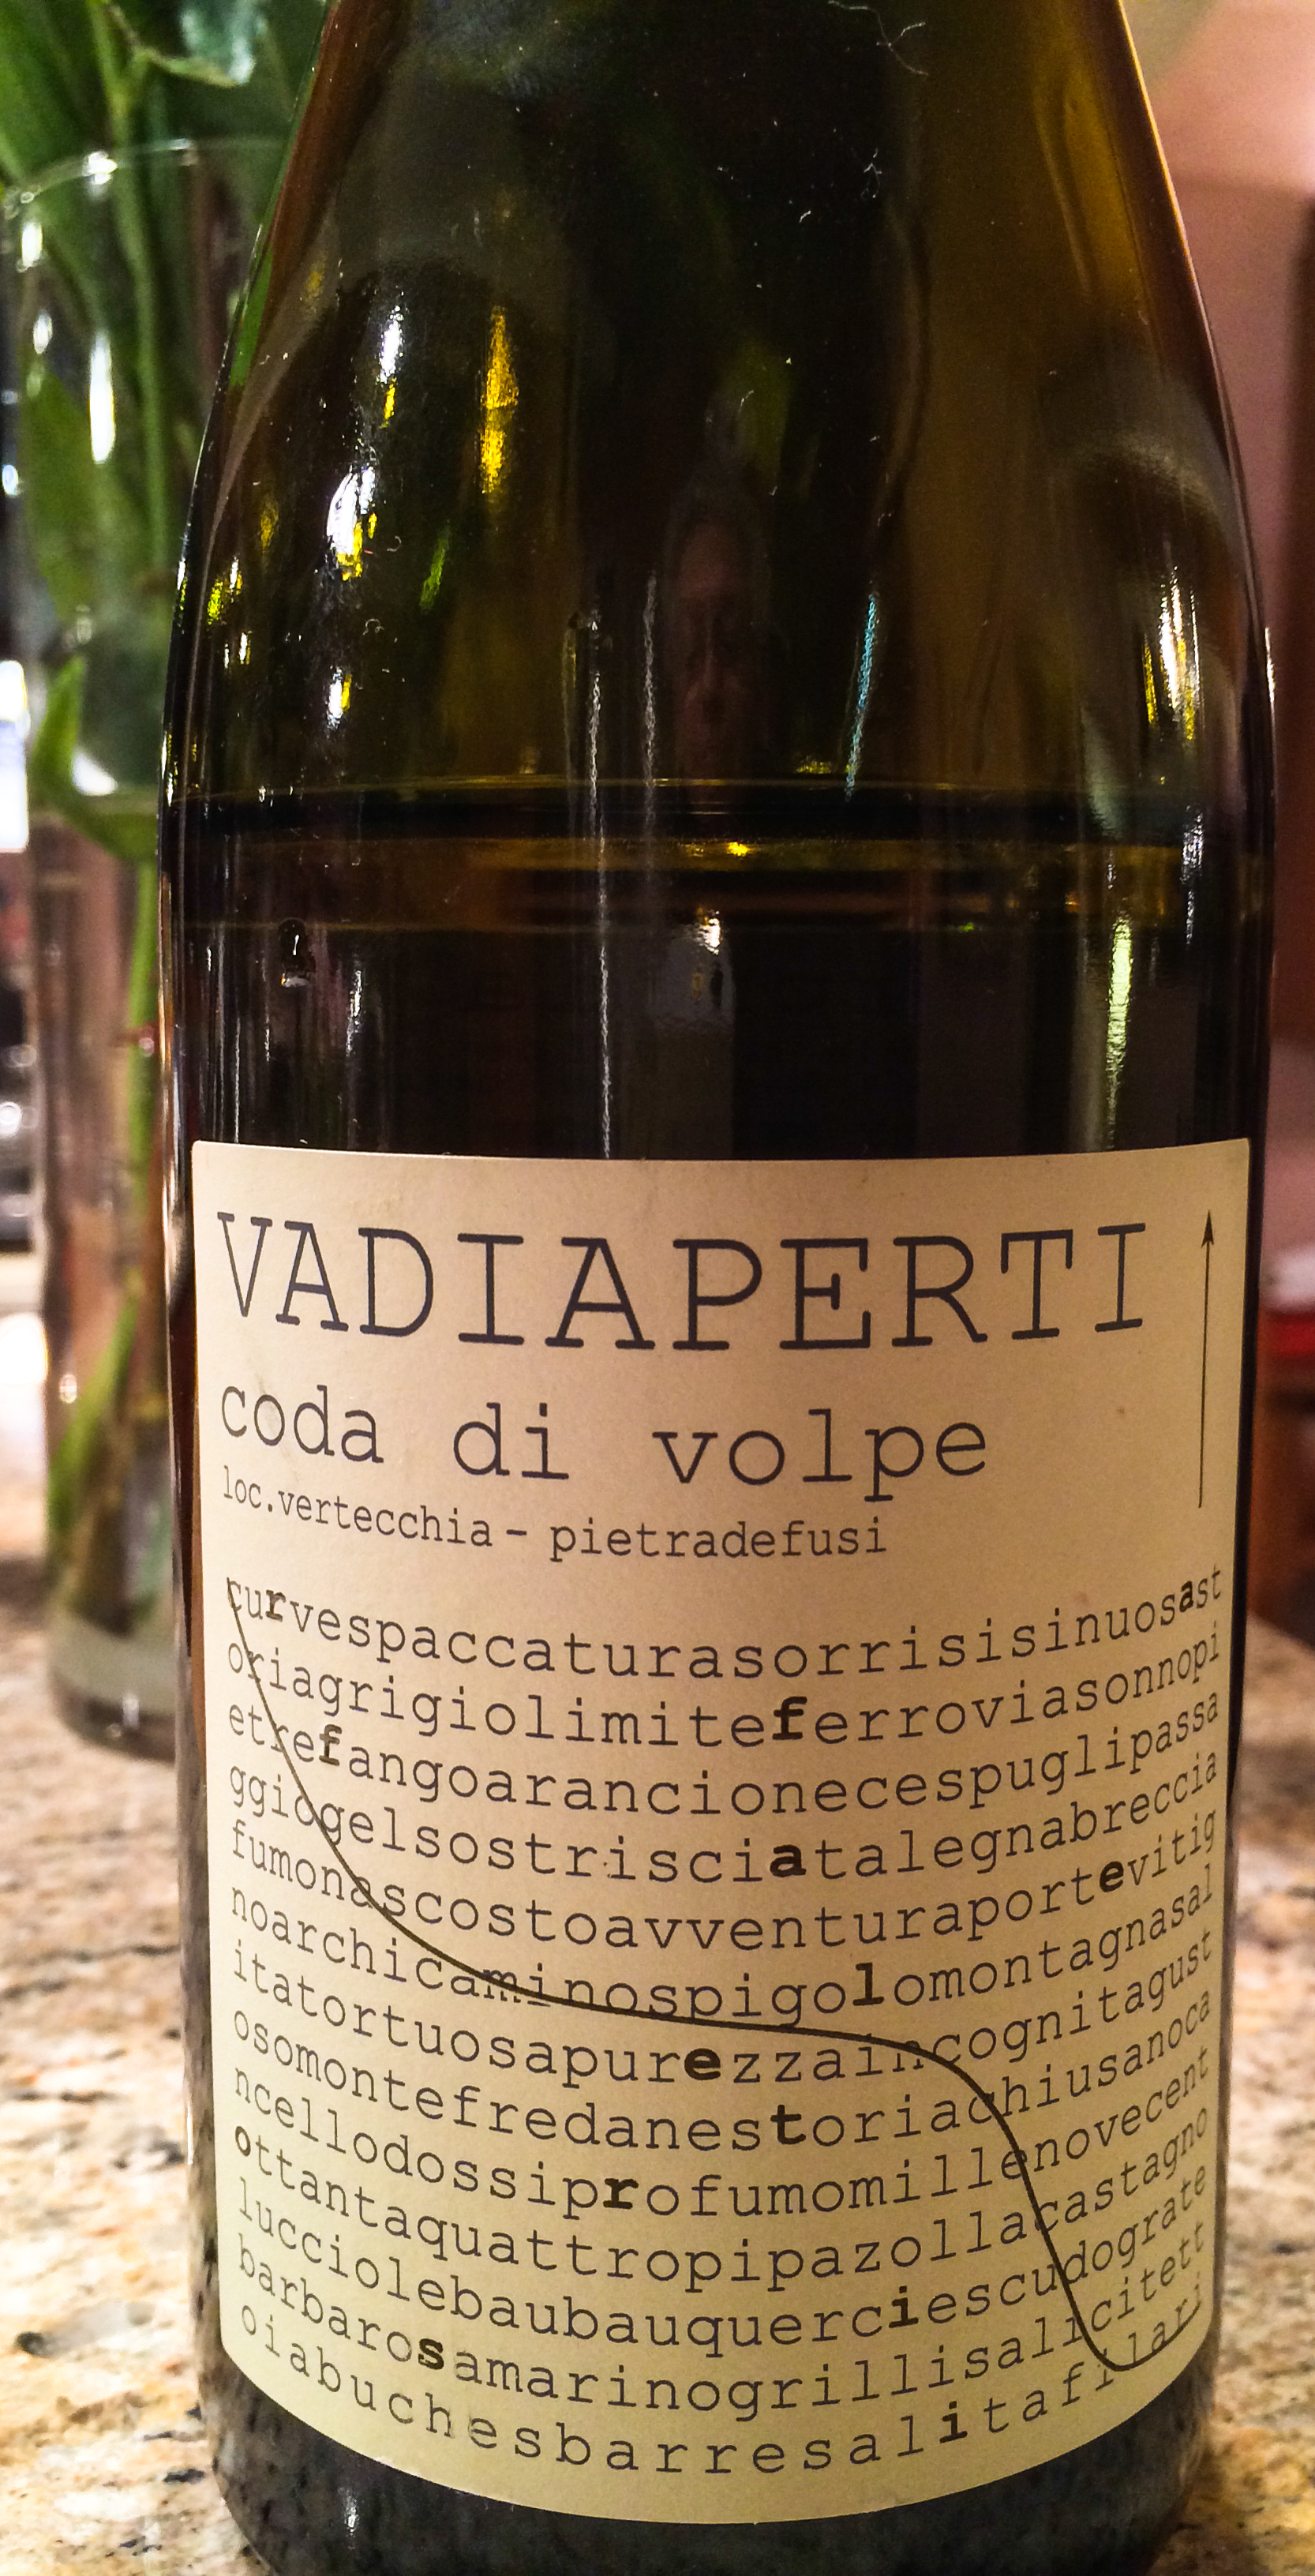 VADIAPERTI
coda di volpe
loc.vertecchia - pietradefusi
curvespaccaturasorrisisinuosast
oriagrigiolimiteferroviasonnopi
etrefangoarancionecespuglipassa
ggiogelsostrisciatalegnabreccia
fumonascostoavventuraportevitig
noarchicaminospigolomontagnasal
itatortuosapurezzaincognitagust
osomontefredanestoriachiusanoca
ncellodossiprofumomillenovecent
ottantaquattropipazollacastagno
lucciolebaubauquerciescudograte
barbarosamarinogrillisalicitett
oiabuchesbarresalitafilari